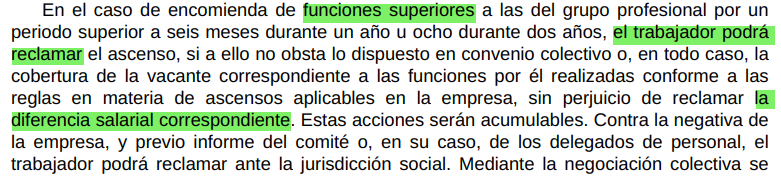 En el caso de encomienda de funciones superiores a las del grupo profesional por un
periodo superior a seis meses durante un año u ocho durante dos años, el trabajador podrá
reclamar el ascenso, si a ello no obsta lo dispuesto en convenio colectivo o, en todo caso, la
cobertura de la vacante correspondiente a las funciones por él realizadas conforme a las
reglas en materia de ascensos aplicables en la empresa, sin perjuicio de reclamar la
diferencia salarial correspondiente. Estas acciones serán acumulables. Contra la negativa de
la empresa, y previo informe del comité o, en su caso, de los delegados de personal, el
trabajador podrá reclamar ante la jurisdicción social. Mediante la negociación colectiva se